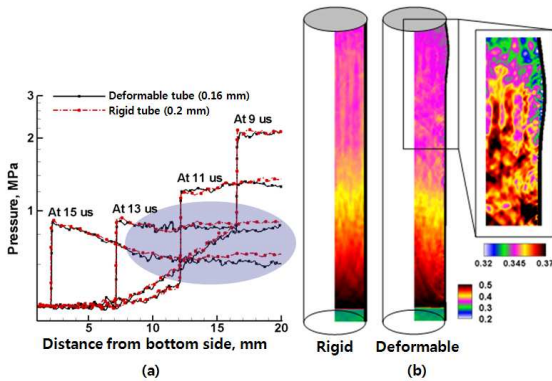 (a)
Deformable tube (0.16 mm)
Rigid tube (0.2 mm)
3
2
1
Pressure, MPa
At 9 us
At 11 us
At 13 us
At 15 us
5
10
15
20
Distance from bottom side, mm
(a)
Rigid
Deformable
(b)
0.32
0.345
0.37
0.5
0.4
0.3
0.2